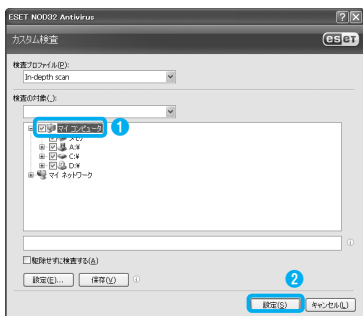 ESET NOD32 Antivirus
カスタム検査
eset
検査プロファイル(P):
In-depth scan
検査の対象(_):
マイ コンピュータ
1
メモリ
A:¥
C:¥
D:¥
マイ ネットワーク
駆除せずに検査する(A)
設定(E)...
保存(V)
2
設定(S)
キャンセル(L)